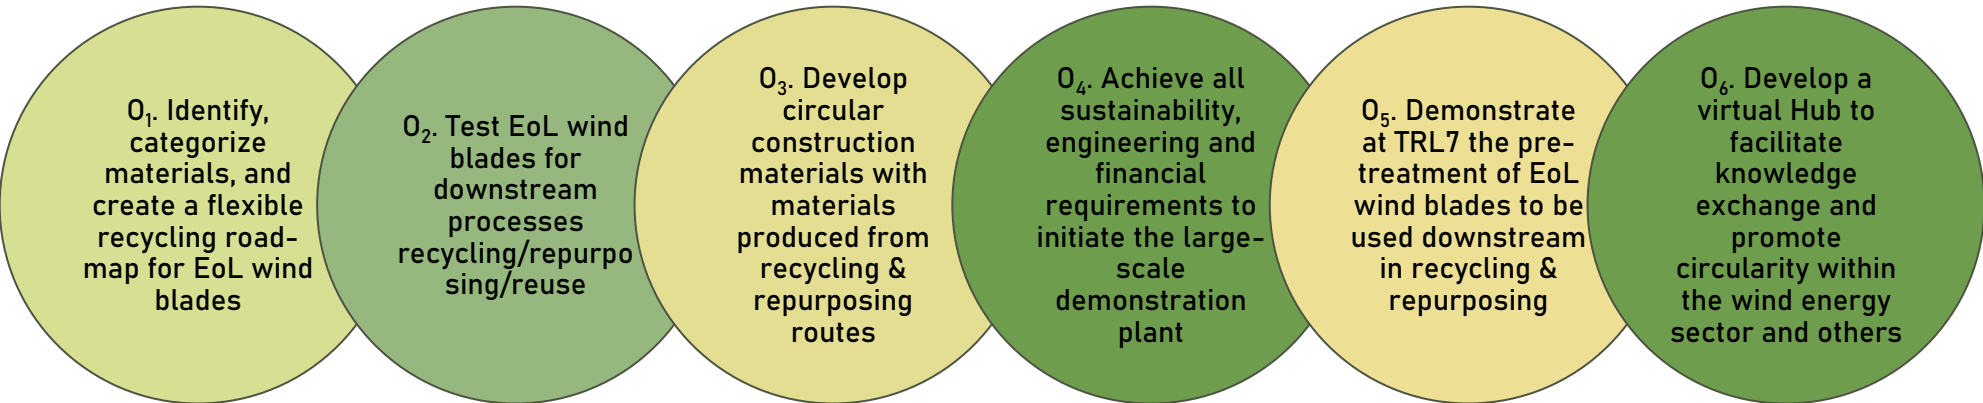 O₁. Identify,
categorize
materials, and
create a flexible
recycling road-
map for EoL wind
blades
O₂. Test EoL wind
blades for
downstream
processes
recycling/repurpo
sing/reuse
O₃. Develop
circular
construction
materials with
materials
produced from
recycling &
repurposing
routes
O₄. Achieve all
sustainability,
engineering and
financial
requirements to
initiate the large-
scale
demonstration
plant
O₅. Demonstrate
at TRL7 the pre-
treatment of EoL
wind blades to be
used downstream
in recycling &
repurposing
O₆. Develop a
virtual Hub to
facilitate
knowledge
exchange and
promote
circularity within
the wind energy
sector and others